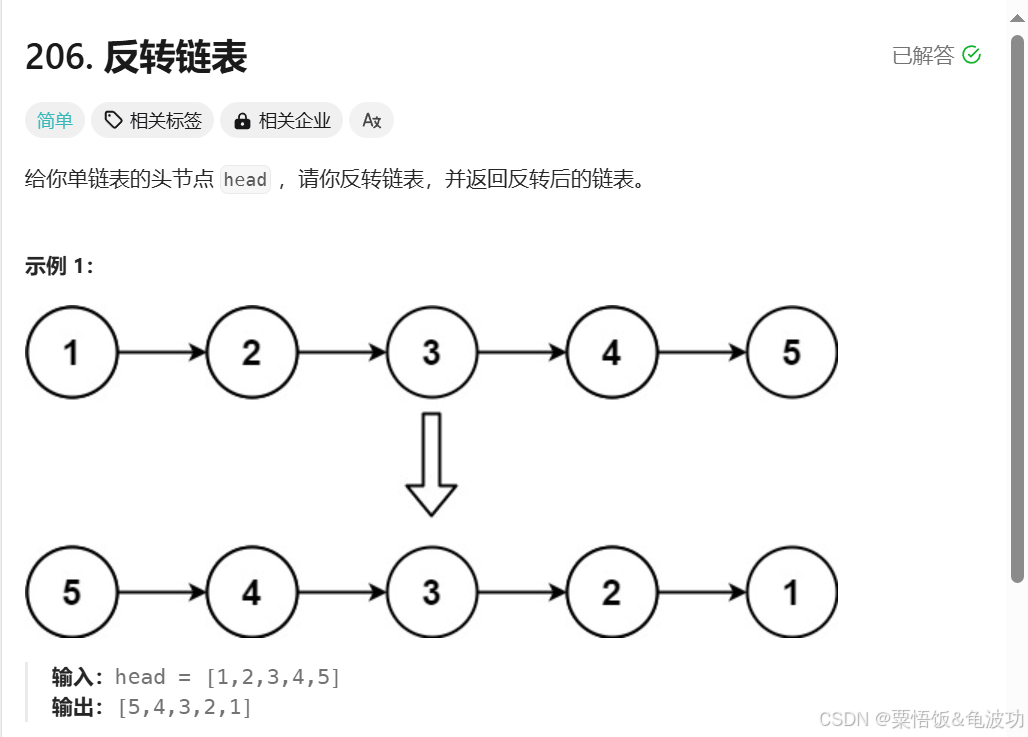 206. 反转链表
已解答
简单 相关标签 相关企业 Aあ
给你单链表的头节点 head ，请你反转链表，并返回反转后的链表。
示例 1：
1 2 3 4 5
5 4 3 2 1
输入：head = [1,2,3,4,5]
输出：[5,4,3,2,1]
CSDN @粟悟饭&龟波功